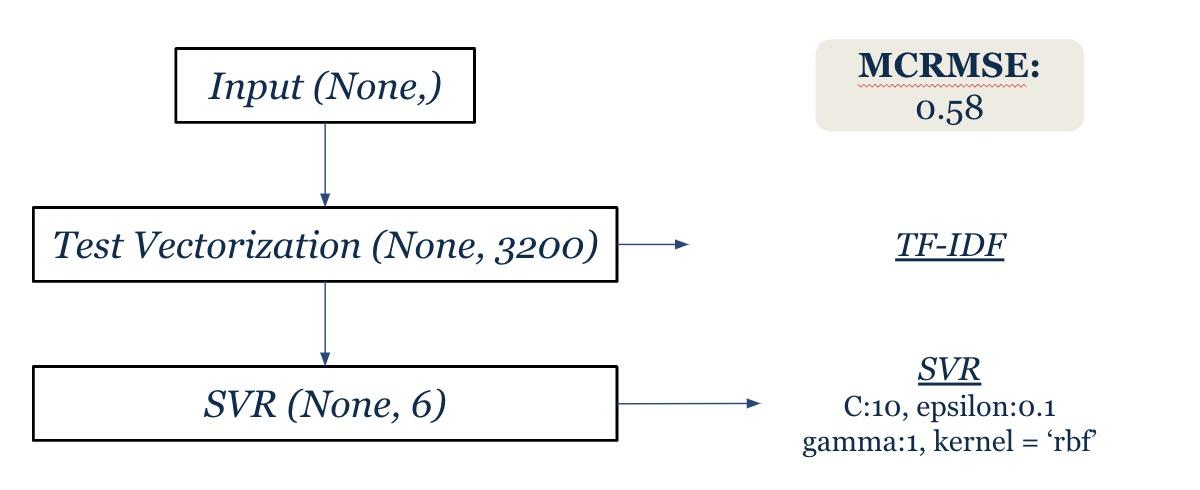 Input (None,)
MCRMSE:
0.58
Test Vectorization (None, 3200)
TF-IDF
SVR (None, 6)
SVR
C:10, epsilon:0.1
gamma:1, kernel = ‘rbf’